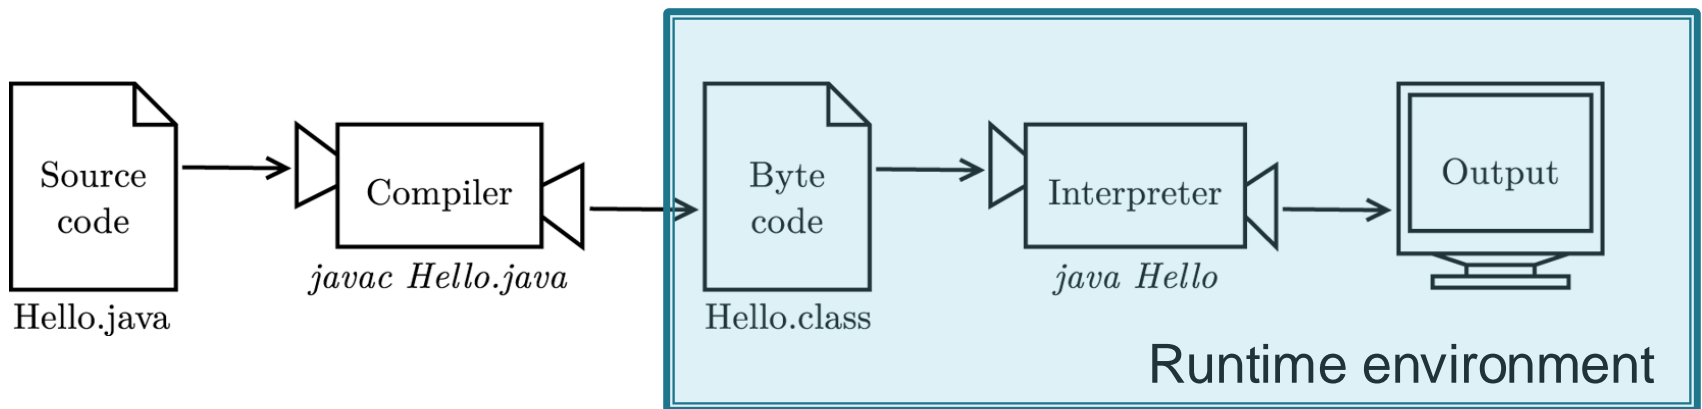 Source
code
Hello.java
Compiler
javac Hello.java
Byte
code
Hello.class
Interpreter
java Hello
Output
Runtime environment